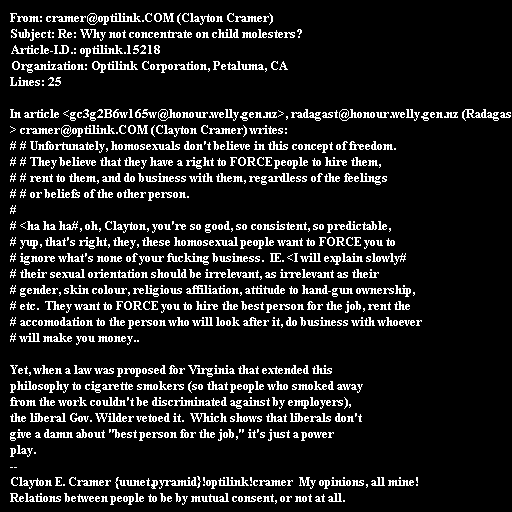 From: cramer@optilink.COM (Clayton Cramer)
Subject: Re: Why not concentrate on child molesters?
Article-I.D.: optilink.15218
Organization: Optilink Corporation, Petaluma, CA
Lines: 25

In article <gc3g2B6w165w@honour.welly.gen.nz>, radagast@honour.welly.gen.nz (Radagas
> cramer@optilink.COM (Clayton Cramer) writes:
# # Unfortunately, homosexuals don't believe in this concept of freedom.
# # They believe that they have a right to FORCE people to hire them,
# # rent to them, and do business with them, regardless of the feelings
# # or beliefs of the other person.
#
# <ha ha ha#, oh, Clayton, you're so good, so consistent, so predictable,
# yup, that's right, they, these homosexual people want to FORCE you to
# ignore what's none of your fucking business.  IE. <I will explain slowly#
# their sexual orientation should be irrelevant, as irrelevant as their
# gender, skin colour, religious affiliation, attitude to hand-gun ownership,
# etc.  They want to FORCE you to hire the best person for the job, rent the
# accomodation to the person who will look after it, do business with whoever
# will make you money..

Yet, when a law was proposed for Virginia that extended this
philosophy to cigarette smokers (so that people who smoked away
from the work couldn't be discriminated against by employers),
the liberal Gov. Wilder vetoed it.  Which shows that liberals don't
give a damn about "best person for the job," it's just a power
play.
--
Clayton E. Cramer {uunet,pyramid}!optilink!cramer  My opinions, all mine!
Relations between people to be by mutual consent, or not at all.